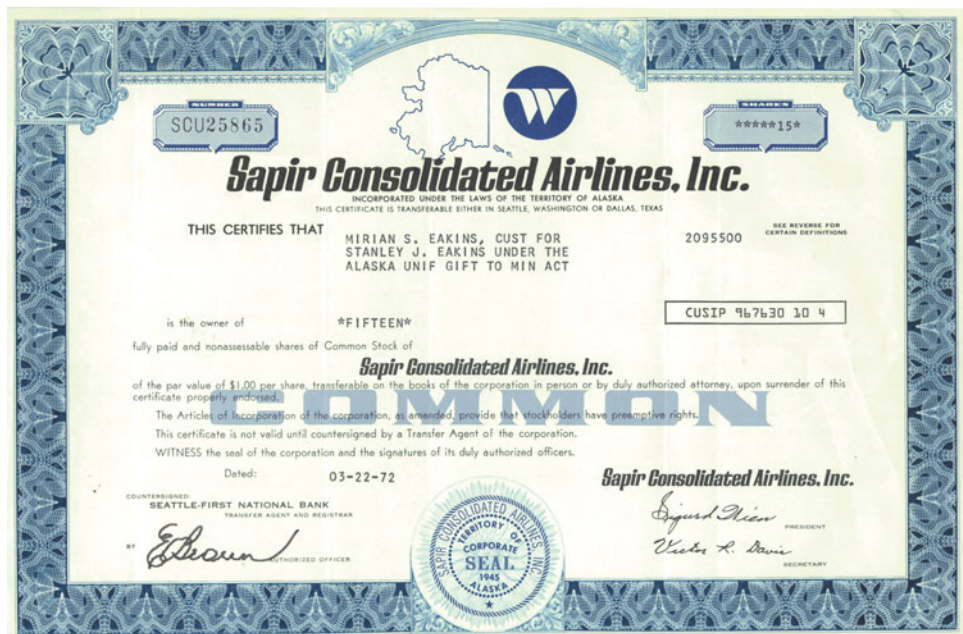 NUMBER
SCU25865
W
SHARES
*****15*
Sapir Consolidated Airlines, Inc.
INCORPORATED UNDER THE LAWS OF THE TERRITORY OF ALASKA
THIS CERTIFICATE IS TRANSFERABLE EITHER IN SEATTLE, WASHINGTON OR DALLAS, TEXAS
THIS CERTIFIES THAT
MIRIAN S. EAKINS, CUST FOR
STANLEY J. EAKINS UNDER THE
ALASKA UNIF GIFT TO MIN ACT
2095500
SEE REVERSE FOR
CERTAIN DEFINITIONS
CUSIP 967630 10 4
is the owner of *FIFTEEN*
fully paid and nonassessable shares of Common Stock of
Sapir Consolidated Airlines, Inc.
of the par value of $1.00 per share, transferable on the books of the corporation in person or by duly authorized attorney, upon surrender of this
certificate properly endorsed.
COMMON
The Articles of Incorporation of the corporation, as amended, provide that stockholders have preemptive rights.
This certificate is not valid until countersigned by a Transfer Agent of the corporation.
WITNESS the seal of the corporation and the signatures of its duly authorized officers.
Dated: 03-22-72
Sapir Consolidated Airlines, Inc.
COUNTERSIGNED:
SEATTLE-FIRST NATIONAL BANK
TRANSFER AGENT AND REGISTRAR
BY
AUTHORIZED OFFICER
SAPIR CONSOLIDATED AIRLINES, INC.
TERRITORY OF
CORPORATE
SEAL
1945
ALASKA
Sigurd Wien
PRESIDENT
Victor R. Davis
SECRETARY